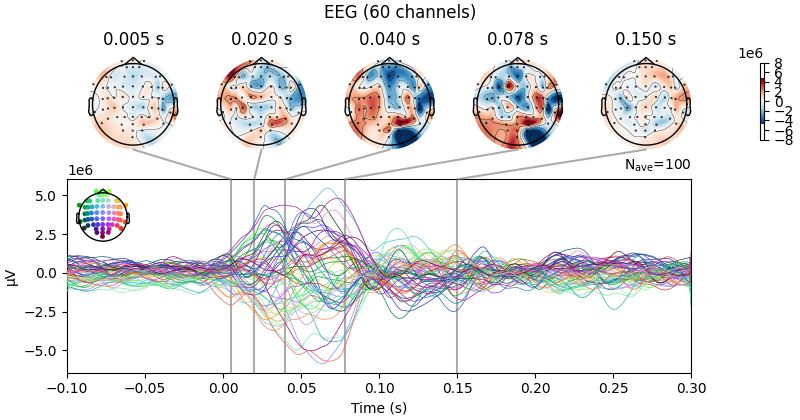 EEG (60 channels)
0.005 s 0.020 s 0.040 s 0.078 s 0.150 s
1e6
8
6
4
2
0
−2
−4
−6
−8
Nave=100
1e6
5.0
2.5
0.0
−2.5
−5.0
µV
−0.10 −0.05 0.00 0.05 0.10 0.15 0.20 0.25 0.30
Time (s)